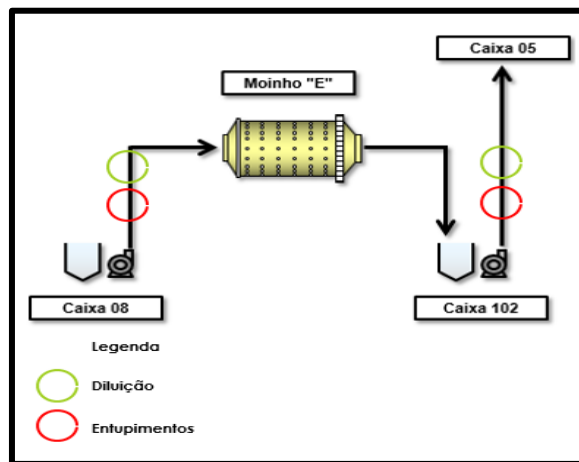 Caixa 05
Moinho "E"
Caixa 08
Caixa 102
Legenda
Diluição
Entupimentos